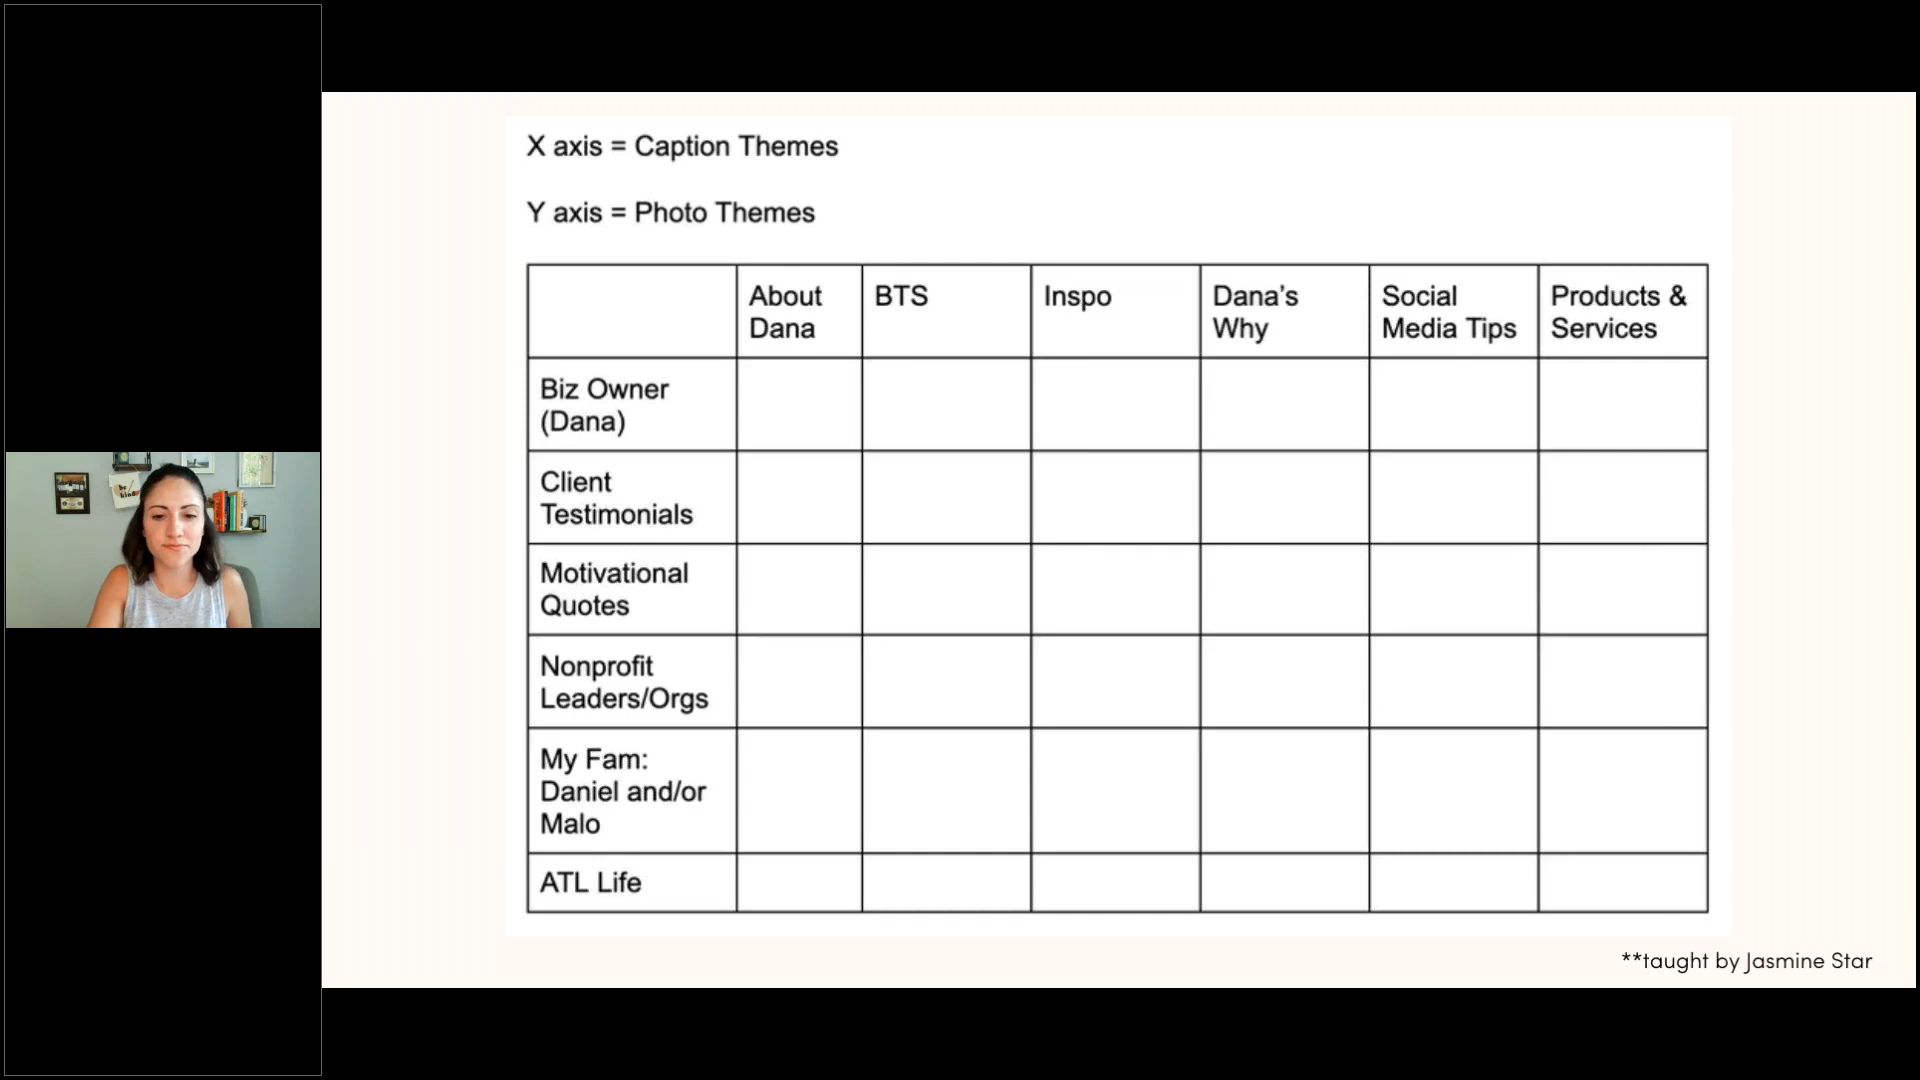 X axis = Caption Themes
Y axis = Photo Themes
About
Dana
BTS
Inspo
Dana’s
Why
Social
Media Tips
Products &
Services
Biz Owner
(Dana)
Client
Testimonials
Motivational
Quotes
Nonprofit
Leaders/Orgs
My Fam:
Daniel and/or
Malo
ATL Life
**taught by Jasmine Star
be
kind